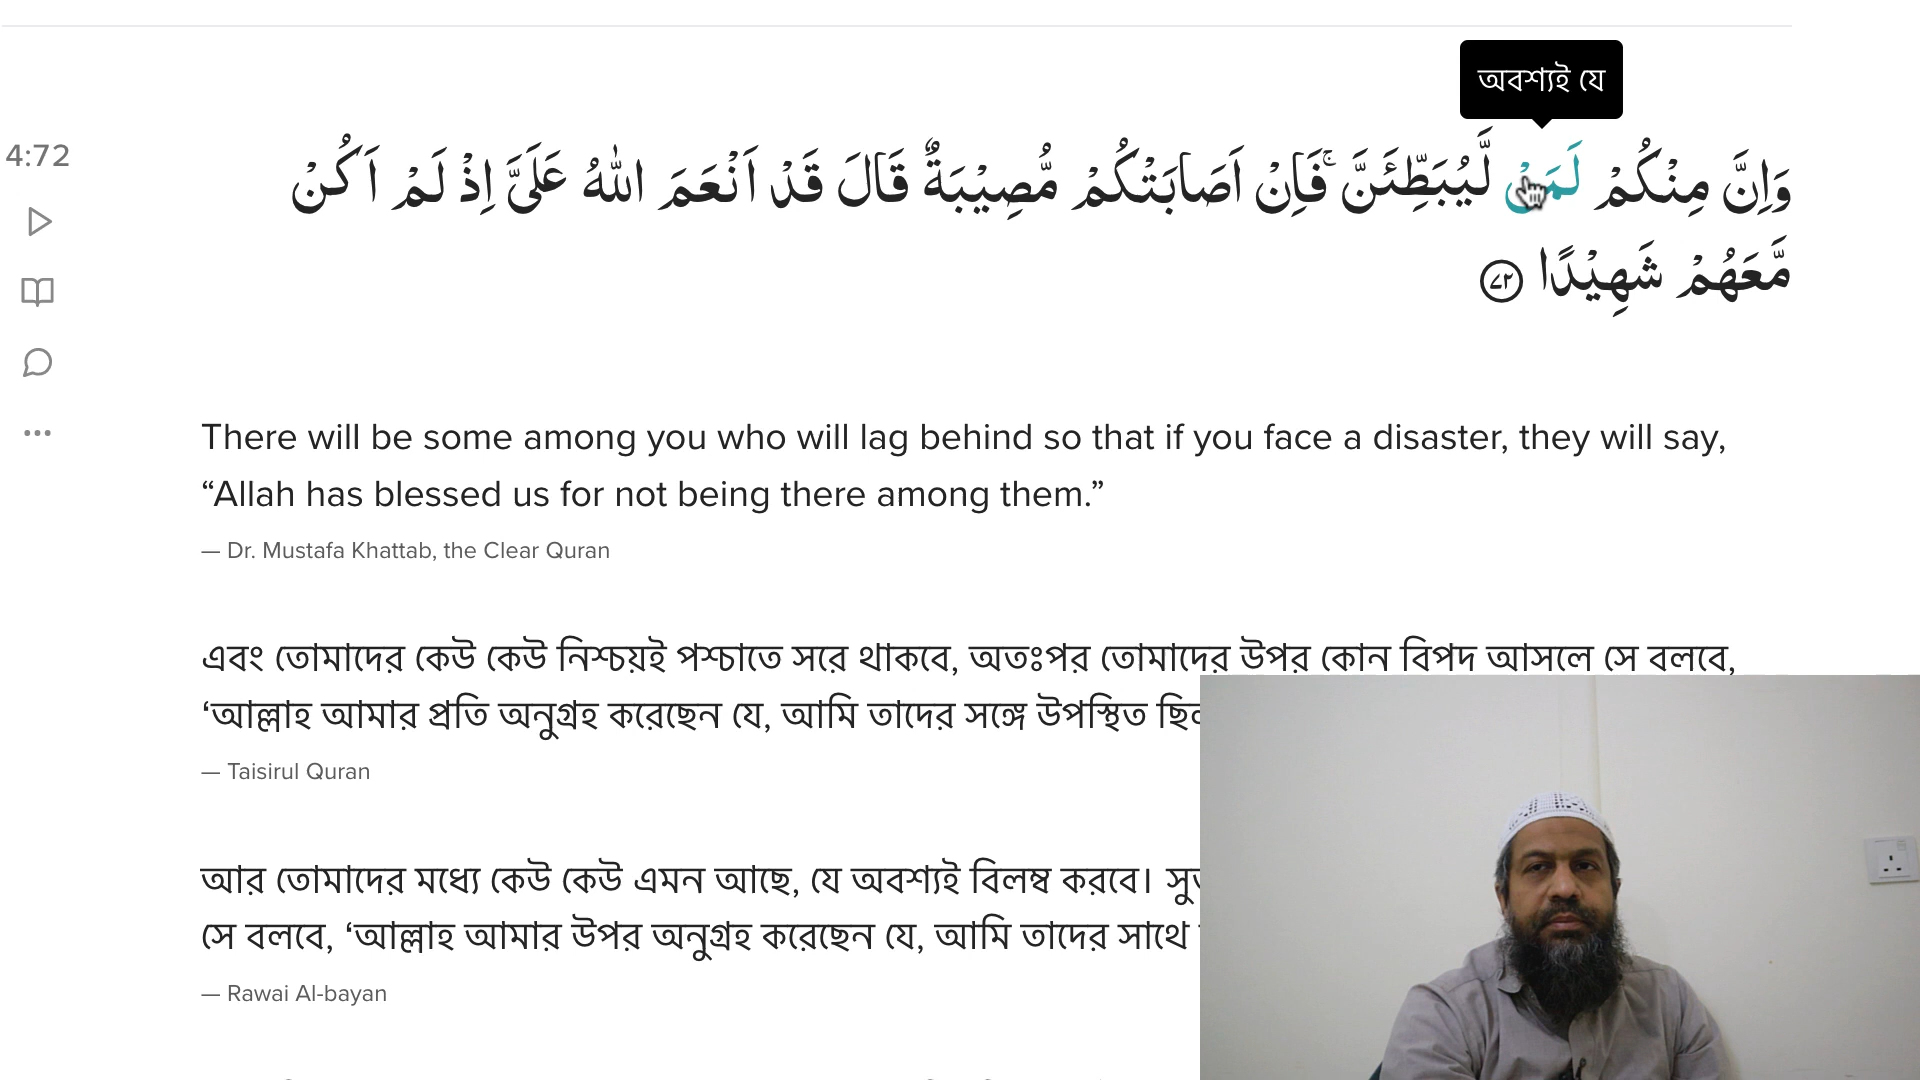 অবশ্যই যে
4:72
وَاِنَّ مِنْكُمْ لَمَنْ لَّيُبَطِّئَنَّ ۚ فَاِنْ اَصَابَتْكُمْ مُّصِيْبَةٌ قَالَ قَدْ اَنْعَمَ اللّٰهُ عَلَيَّ اِذْ لَمْ اَكُنْ
مَّعَهُمْ شَهِيْدًا ٧٢
There will be some among you who will lag behind so that if you face a disaster, they will say,
“Allah has blessed us for not being there among them.”
— Dr. Mustafa Khattab, the Clear Quran
এবং তোমাদের কেউ কেউ নিশ্চয়ই পশ্চাতে সরে থাকবে, অতঃপর তোমাদের উপর কোন বিপদ আসলে সে বলবে,
‘আল্লাহ আমার প্রতি অনুগ্রহ করেছেন যে, আমি তাদের সঙ্গে উপস্থিত
— Taisirul Quran
আর তোমাদের মধ্যে কেউ কেউ এমন আছে, যে অবশ্যই বিলম্ব করবে।
সে বলবে, ‘আল্লাহ আমার উপর অনুগ্রহ করেছেন যে, আমি তাদের সাথে
— Rawai Al-bayan